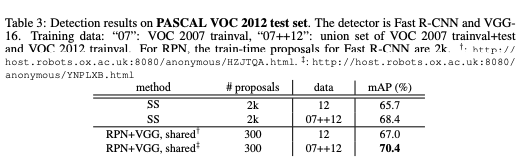 Table 3: Detection results on PASCAL VOC 2012 test set. The detector is Fast R-CNN and VGG-
16. Training data: "07": VOC 2007 trainval, "07++12": union set of VOC 2007 trainval+test
and VOC 2012 trainval. For RPN, the train-time proposals for Fast R-CNN are 2k. †: http://
host.robots.ox.ac.uk:8080/anonymous/HZJTQA.html. ‡: http://host.robots.ox.ac.uk:8080/
anonymous/YNPLXB.html
method # proposals data mAP (%)
SS 2k 12 65.7
SS 2k 07++12 68.4
RPN+VGG, shared† 300 12 67.0
RPN+VGG, shared‡ 300 07++12 70.4